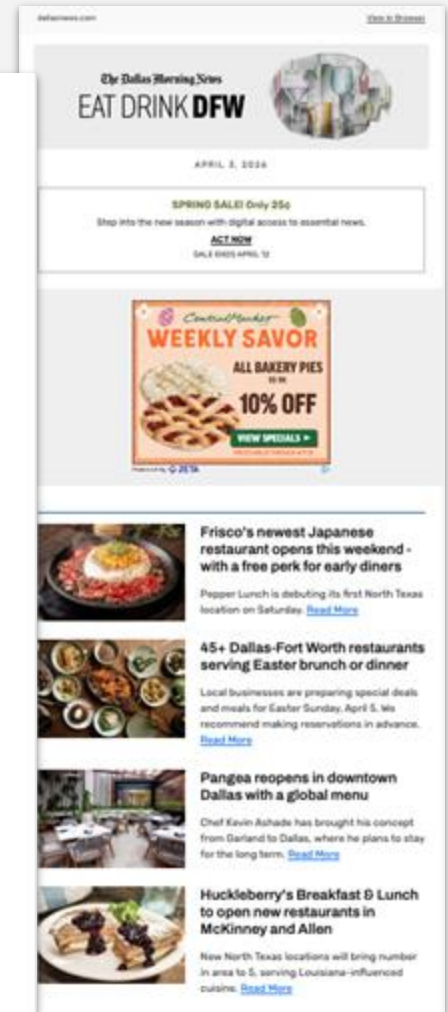 dallasnews.com
View in Browser
The Dallas Morning News
EAT DRINK DFW
APRIL 3, 2026
SPRING SALE! Only 25¢
Step into the new season with digital access to essential news.
ACT NOW
SALE ENDS APRIL 12
Central Market
WEEKLY SAVOR
ALL BAKERY PIES
10% OFF
VIEW SPECIALS
Powered by ZETA
Frisco's newest Japanese
restaurant opens this weekend -
with a free perk for early diners
Pepper Lunch is debuting its first North Texas
location on Saturday. Read More
45+ Dallas-Fort Worth restaurants
serving Easter brunch or dinner
Local businesses are preparing special deals
and meals for Easter Sunday, April 5. We
recommend making reservations in advance.
Read More
Pangea reopens in downtown
Dallas with a global menu
Chef Kevin Ashade has brought his concept
from Garland to Dallas, where he plans to stay
for the long term. Read More
Huckleberry's Breakfast & Lunch
to open new restaurants in
McKinney and Allen
New North Texas locations will bring number
in area to 5, serving Louisiana-influenced
cuisine. Read More